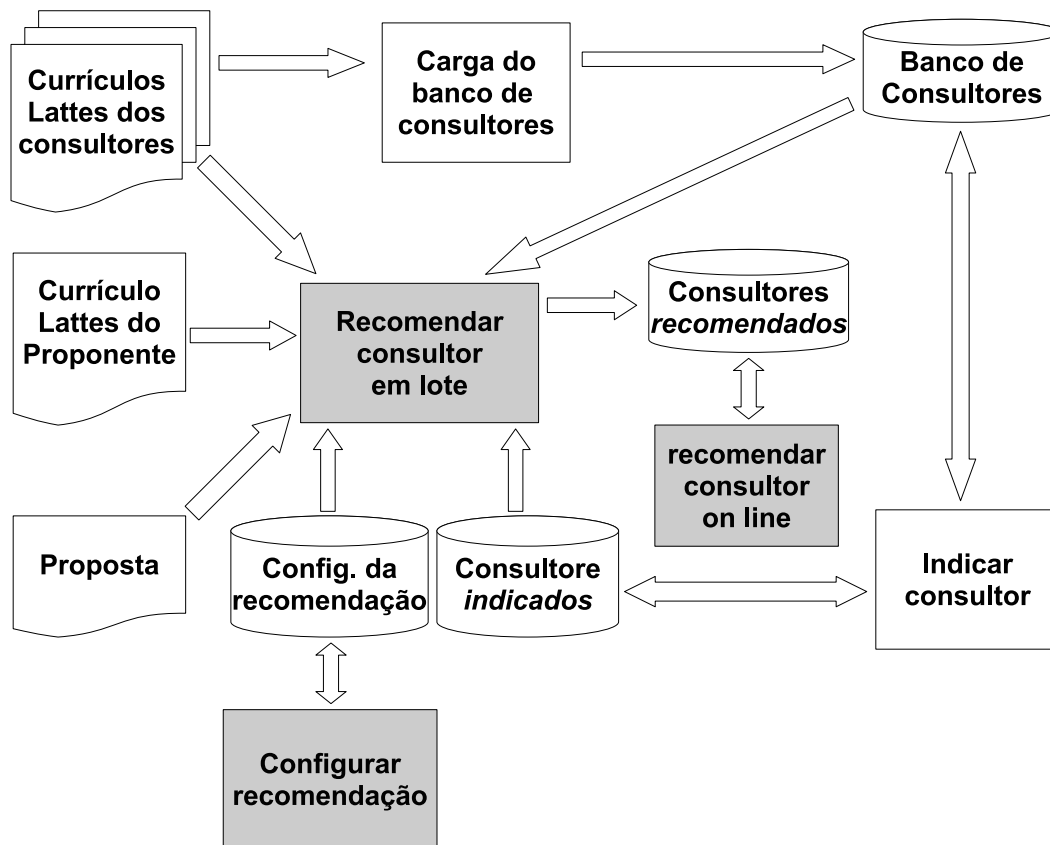 Currículos
Lattes dos
consultores
Carga do
banco de
consultores
Banco de
Consultores
Currículo
Lattes do
Proponente
Recomendar
consultor
em lote
Consultores
recomendados
recomendar
consultor
on line
Proposta
Config. da
recomendação
Consultore
indicados
Indicar
consultor
Configurar
recomendação